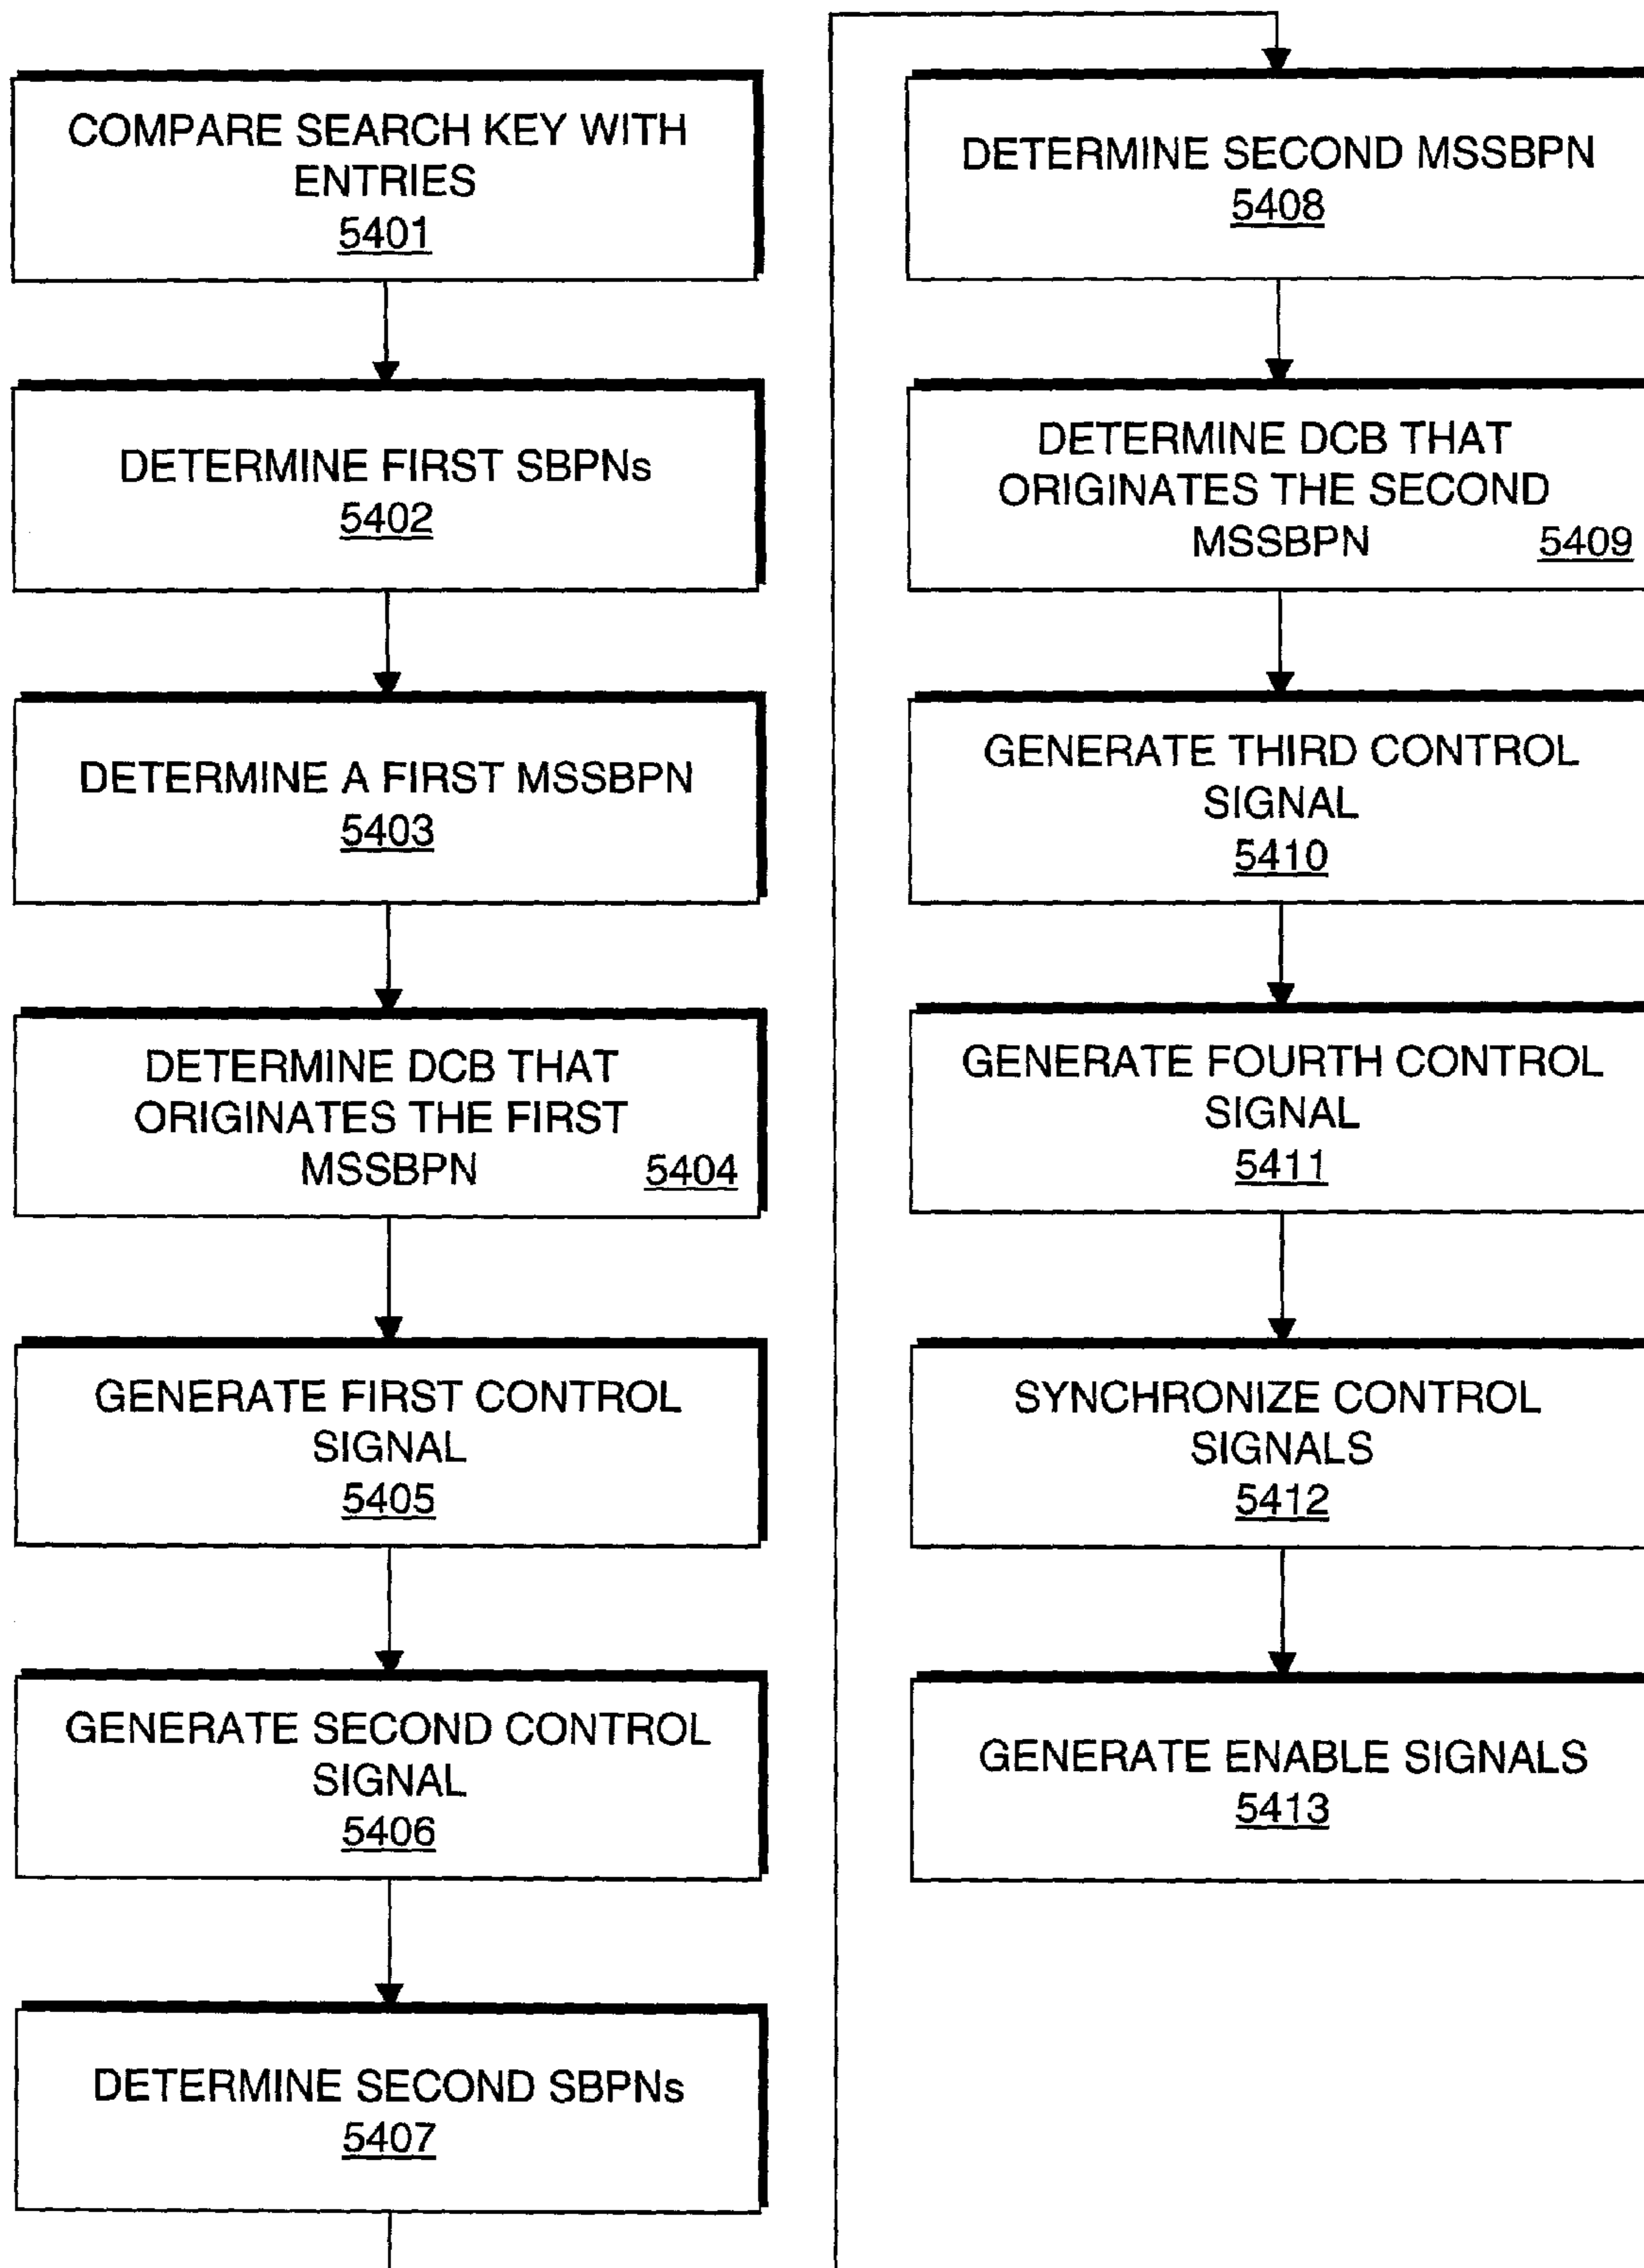 COMPARE SEARCH KEY WITH
ENTRIES
5401
DETERMINE FIRST SBPNs
5402
DETERMINE A FIRST MSSBPN
5403
DETERMINE DCB THAT
ORIGINATES THE FIRST
MSSBPN 5404
GENERATE FIRST CONTROL
SIGNAL
5405
GENERATE SECOND CONTROL
SIGNAL
5406
DETERMINE SECOND SBPNs
5407
DETERMINE SECOND MSSBPN
5408
DETERMINE DCB THAT
ORIGINATES THE SECOND
MSSBPN 5409
GENERATE THIRD CONTROL
SIGNAL
5410
GENERATE FOURTH CONTROL
SIGNAL
5411
SYNCHRONIZE CONTROL
SIGNALS
5412
GENERATE ENABLE SIGNALS
5413